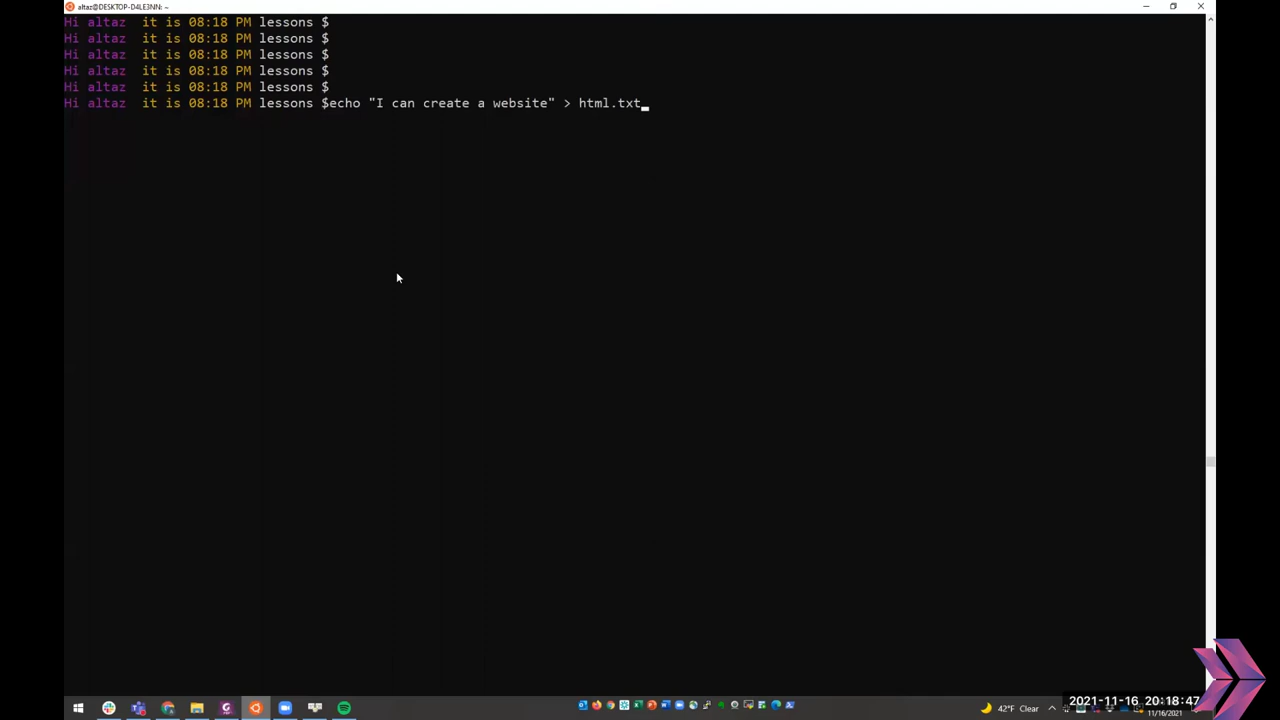 altaz@DESKTOP-D4LE3NN: ~
Hi altaz  it is 08:18 PM lessons $
Hi altaz  it is 08:18 PM lessons $
Hi altaz  it is 08:18 PM lessons $
Hi altaz  it is 08:18 PM lessons $
Hi altaz  it is 08:18 PM lessons $
Hi altaz  it is 08:18 PM lessons $echo "I can create a website" > html.txt
2021-11-16 20:18:47
42°F Clear
11/16/2021